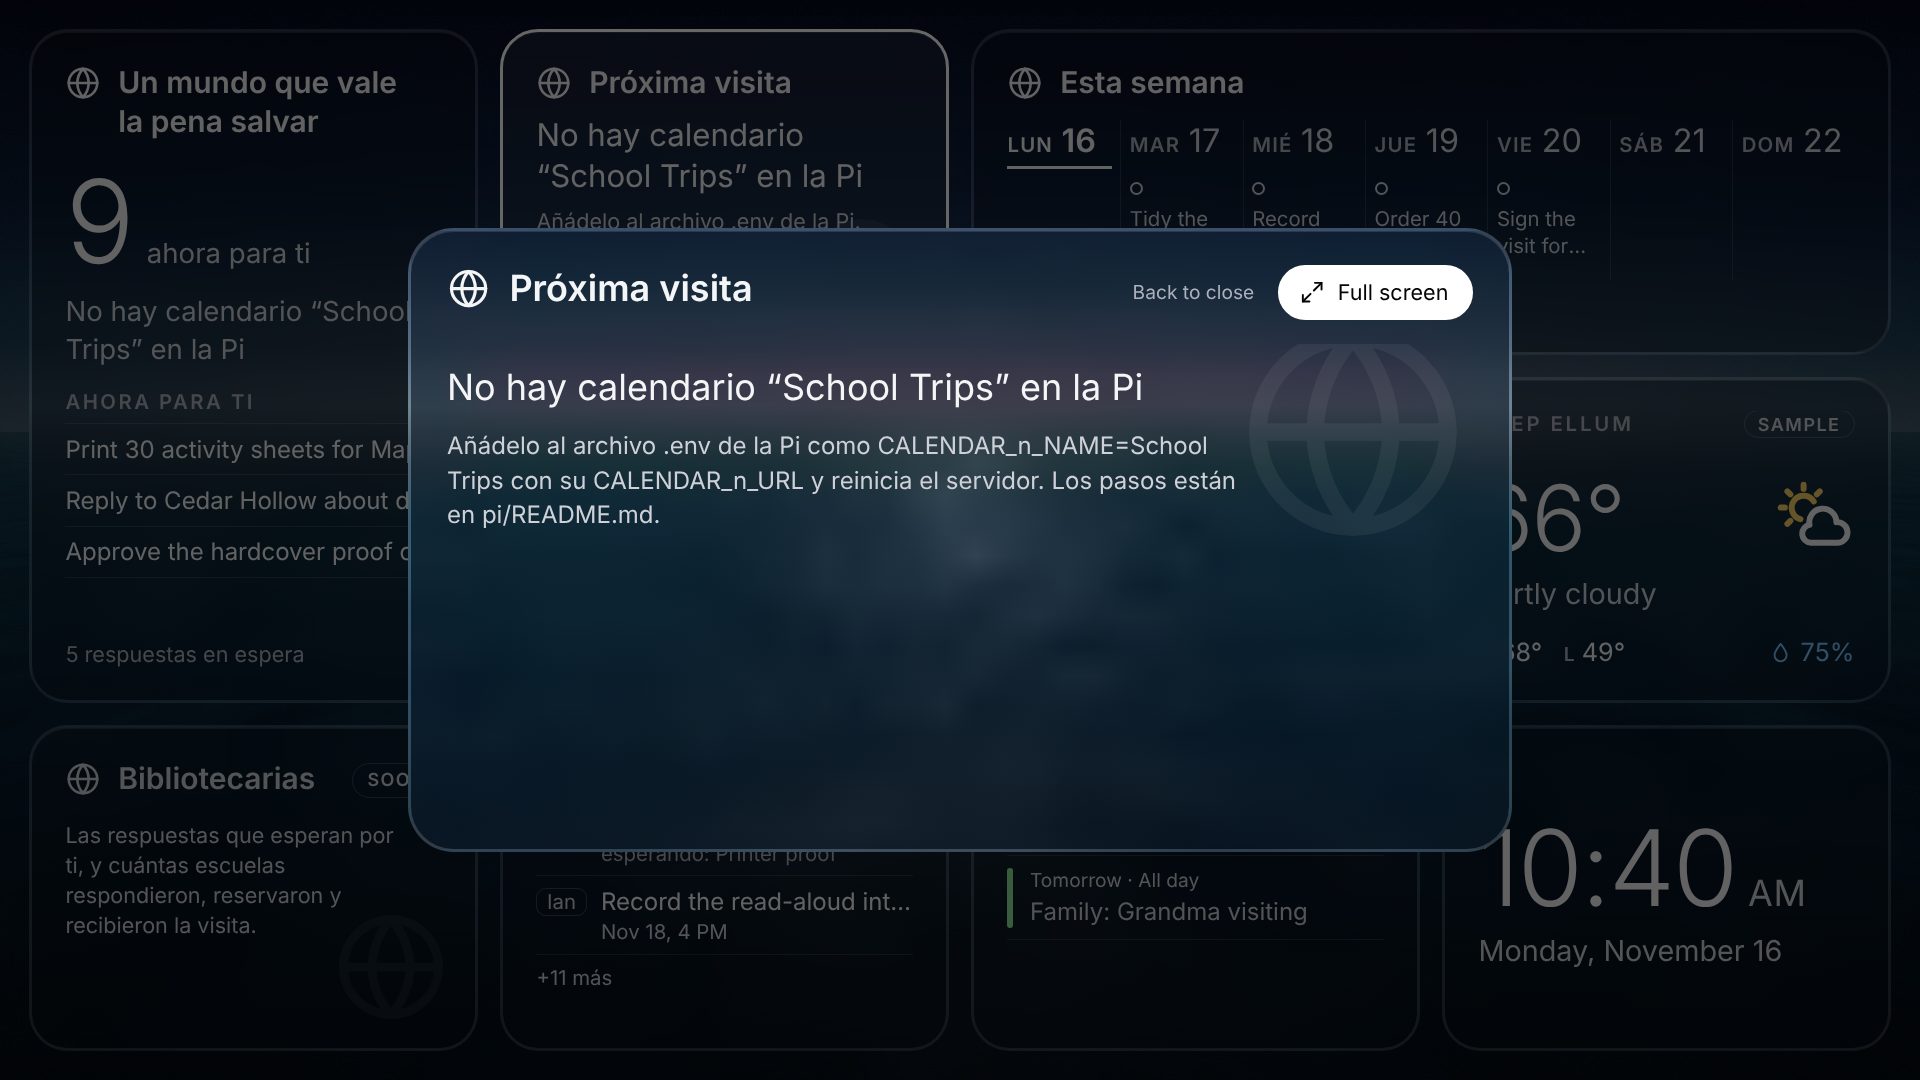 Un mundo que vale
la pena salvar
9 ahora para ti
No hay calendario “School
Trips” en la Pi
AHORA PARA TI
Print 30 activity sheets for
Reply to Cedar Hollow about
Approve the hardcover proof
5 respuestas en espera
Próxima visita
No hay calendario
“School Trips” en la Pi
Añádelo al archivo .env de la Pi.
Esta semana
LUN 16
MAR 17
MIÉ 18
JUE 19
VIE 20
SÁB 21
DOM 22
Tidy the
Record
Order 40
Sign the
visit for...
Próxima visita
Back to close
Full screen
No hay calendario “School Trips” en la Pi
Añádelo al archivo .env de la Pi como CALENDAR_n_NAME=School
Trips con su CALENDAR_n_URL y reinicia el servidor. Los pasos están
en pi/README.md.
SAMPLE
66°
cloudy
L 49°
75%
Bibliotecarias
Las respuestas que esperan por
ti, y cuántas escuelas
respondieron, reservaron y
recibieron la visita.
esperando: Printer proof
Ian Record the read-aloud int...
Nov 18, 4 PM
+11 más
Tomorrow · All day
Family: Grandma visiting
10:40 AM
Monday, November 16